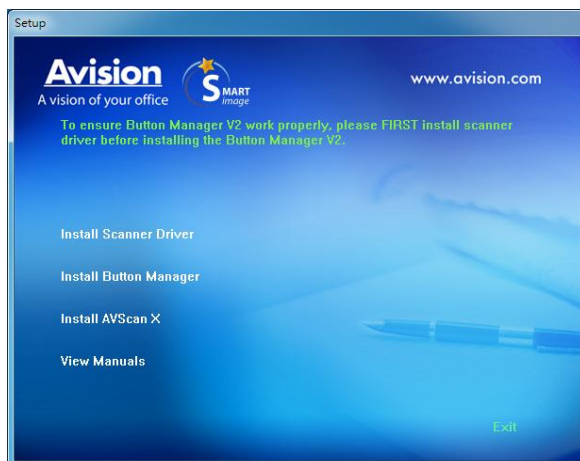 Setup
Avision
A vision of your office
SMART
Image
www.avision.com
To ensure Button Manager V2 work properly, please FIRST install scanner
driver before installing the Button Manager V2.
Install Scanner Driver
Install Button Manager
Install AVScan X
View Manuals
Exit